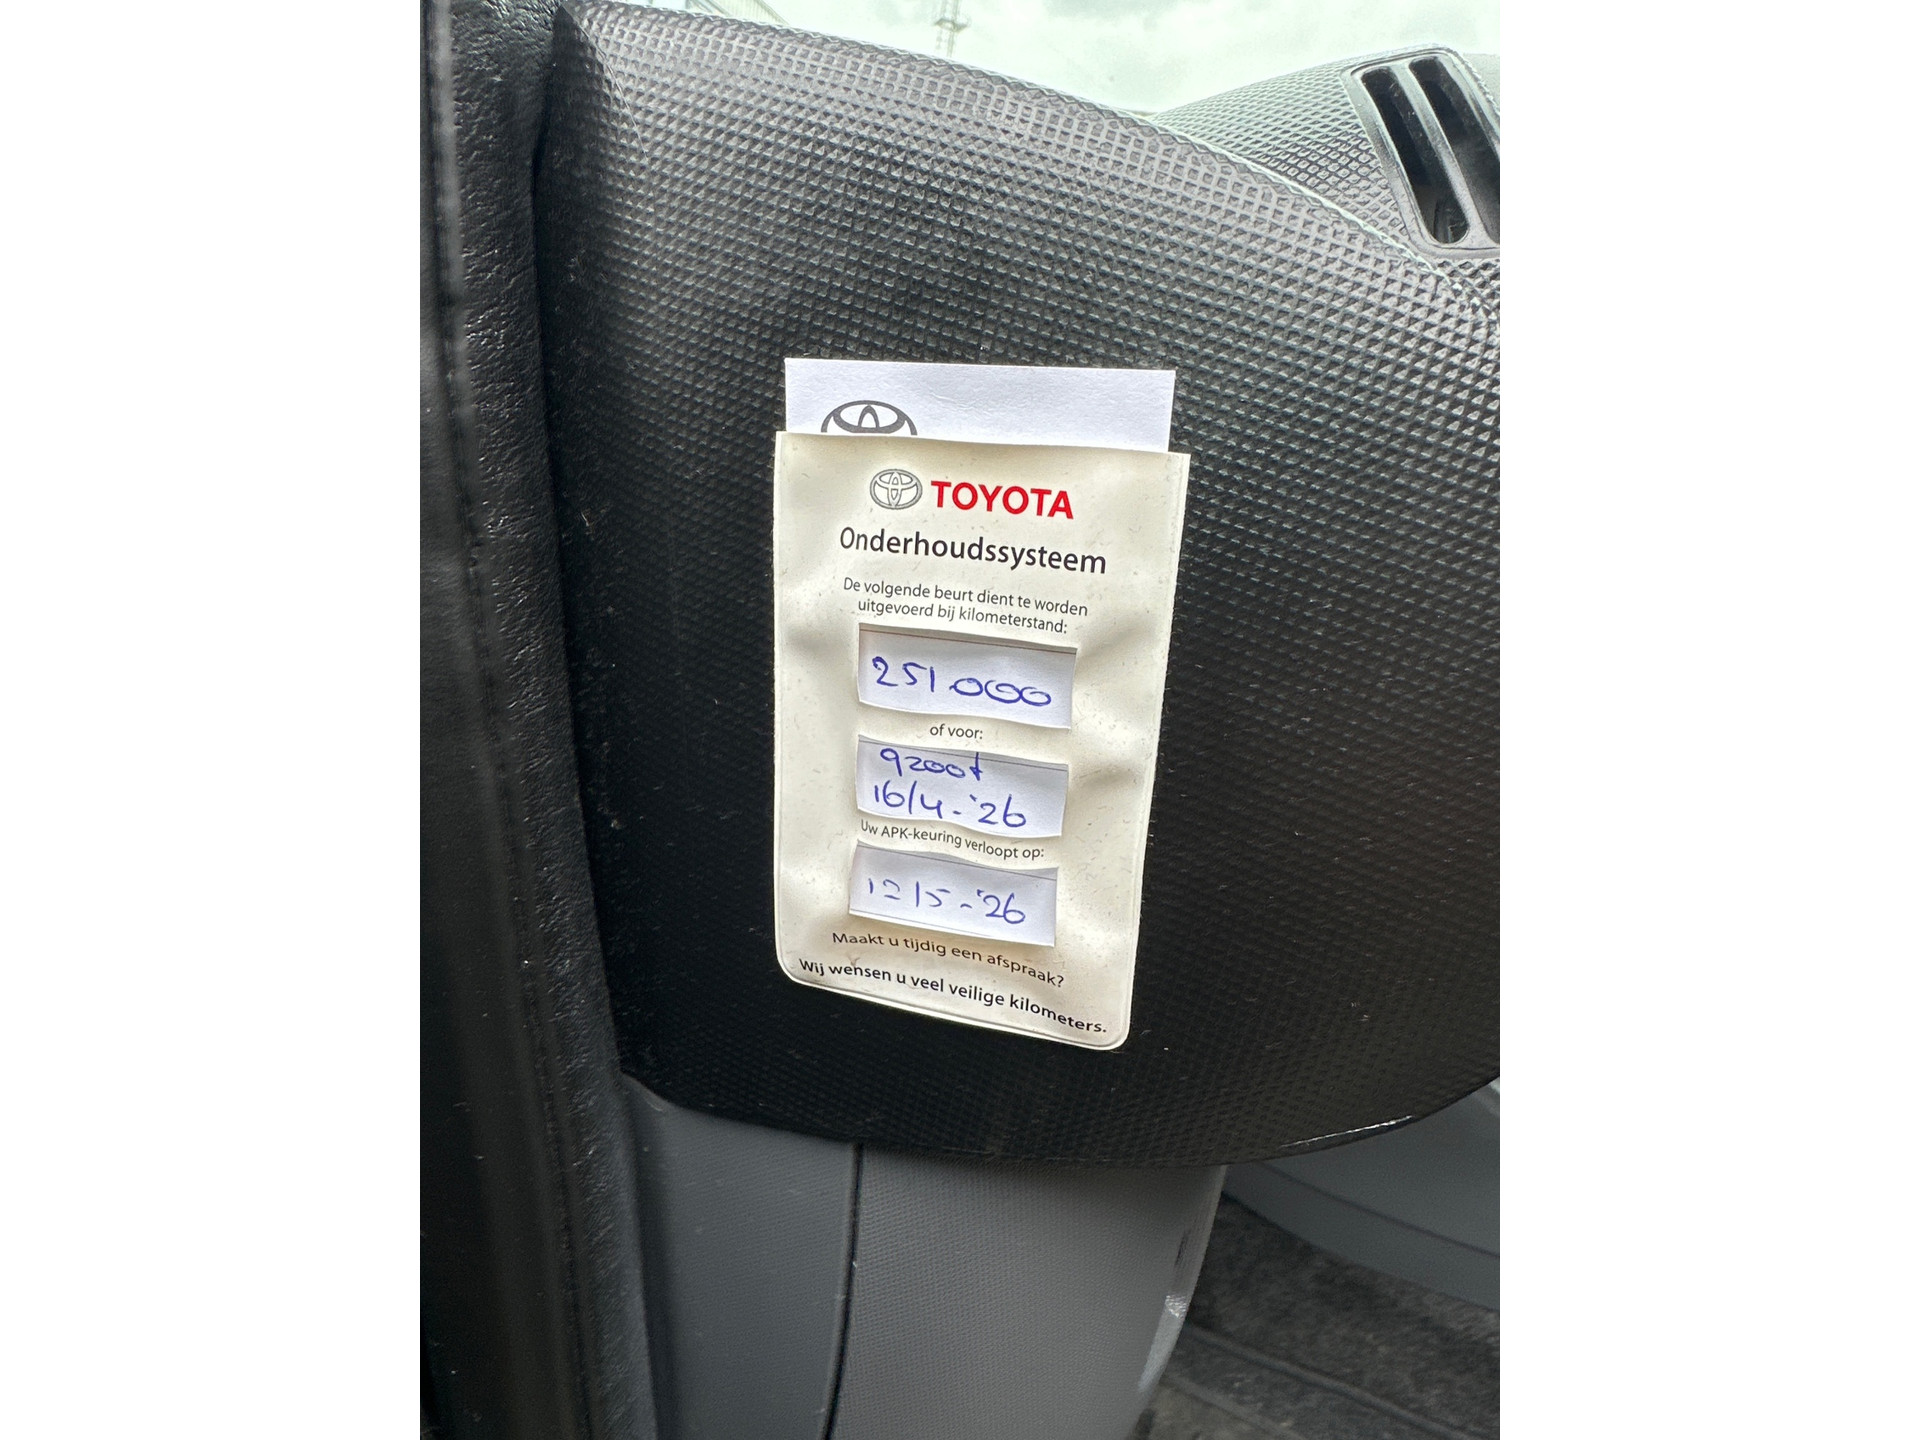 TOYOTA
Onderhoudssysteem
De volgende beurt dient te worden
uitgevoerd bij kilometerstand:
251.000
of voor:
16/4-'26
Uw APK-keuring verloopt op:
12/5-'26
Maakt u tijdig een afspraak?
Wij wensen u veel veilige kilometers.